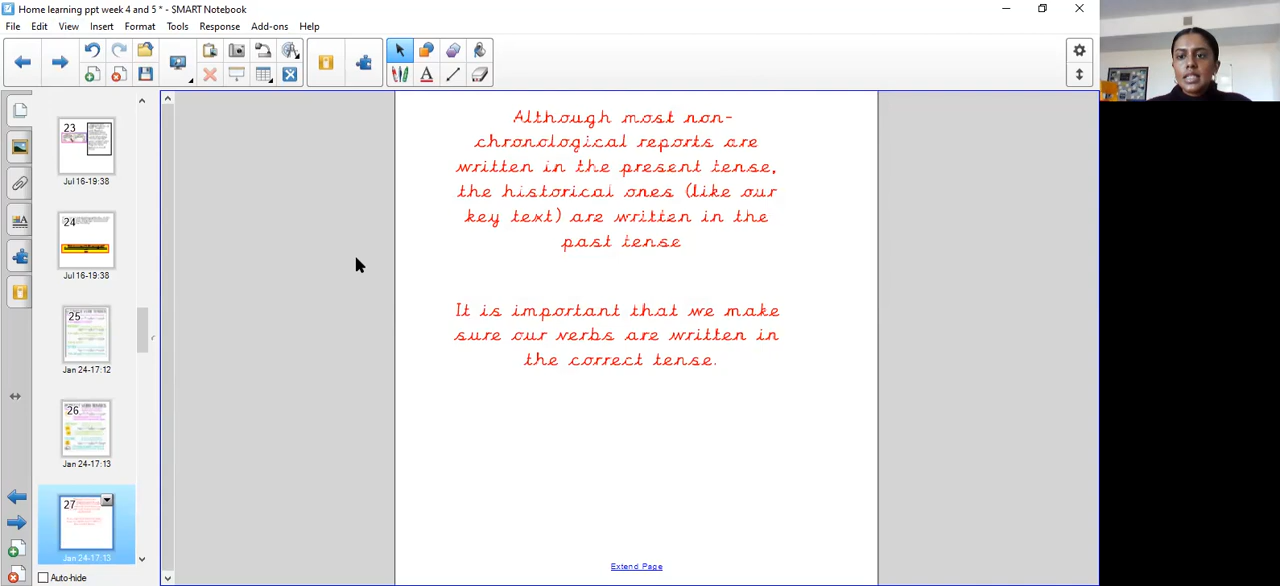 Home learning ppt week 4 and 5 * - SMART Notebook
File Edit View Insert Format Tools Response Add-ons Help
23
Jul 16-19:38
24
Jul 16-19:38
25
Jan 24-17:12
26
Jan 24-17:13
27
Jan 24-17:13
Auto-hide
Although most non-
chronological reports are
written in the present tense,
the historical ones (like our
key text) are written in the
past tense
It is important that we make
sure our verbs are written in
the correct tense.
Extend Page